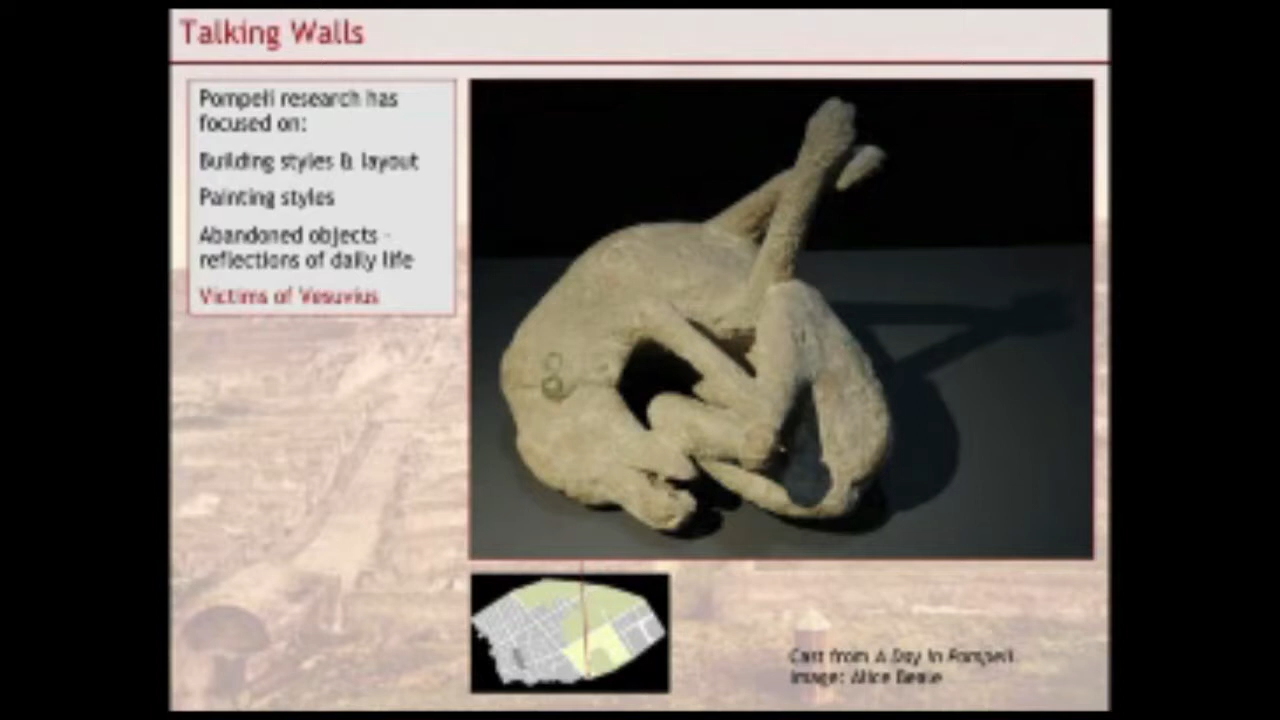 Talking Walls
Pompeii research has
focused on:
Building styles & layout
Painting styles
Abandoned objects -
reflections of daily life
Victims of Vesuvius
Cast from A Day in Pompeii.
Image: Alice Beale